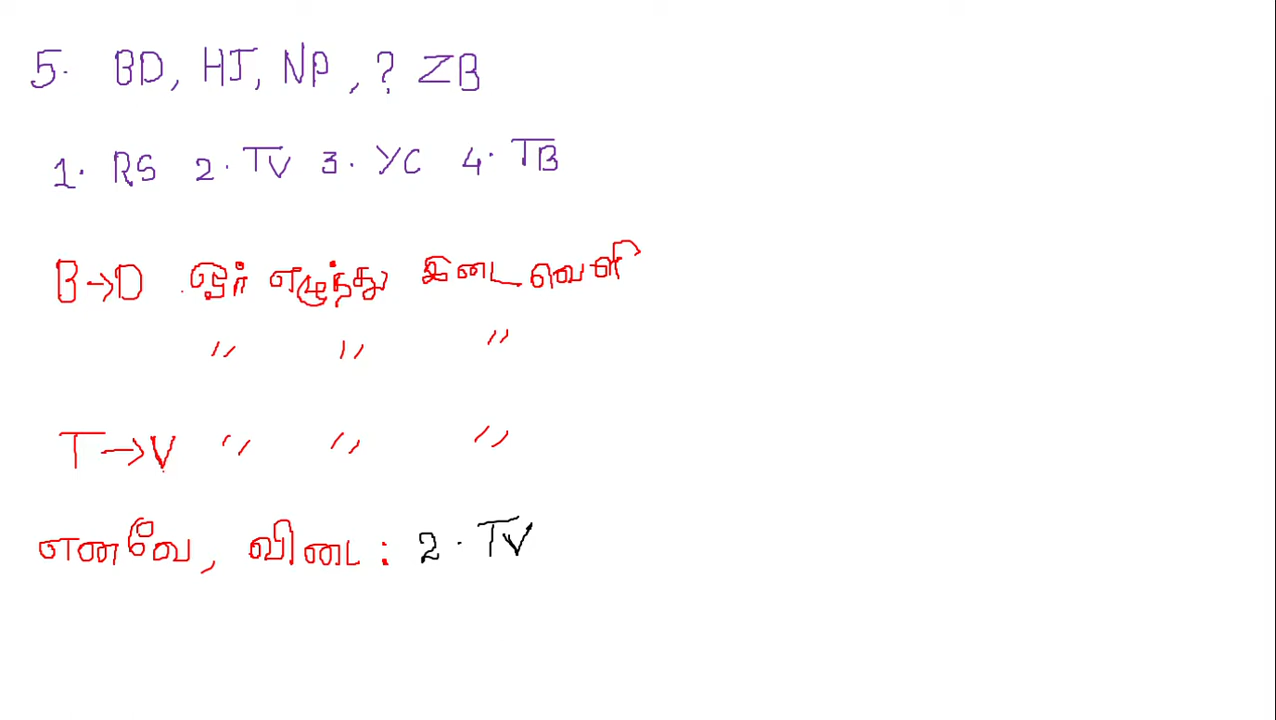 5. BD, HJ, NP, ? ZB
1. RS 2. TV 3. YC 4. TB
B→D ஓர் எழுந்து இடைவெளி
" " "
T→V " " "
எனவே, விடை : 2. TV